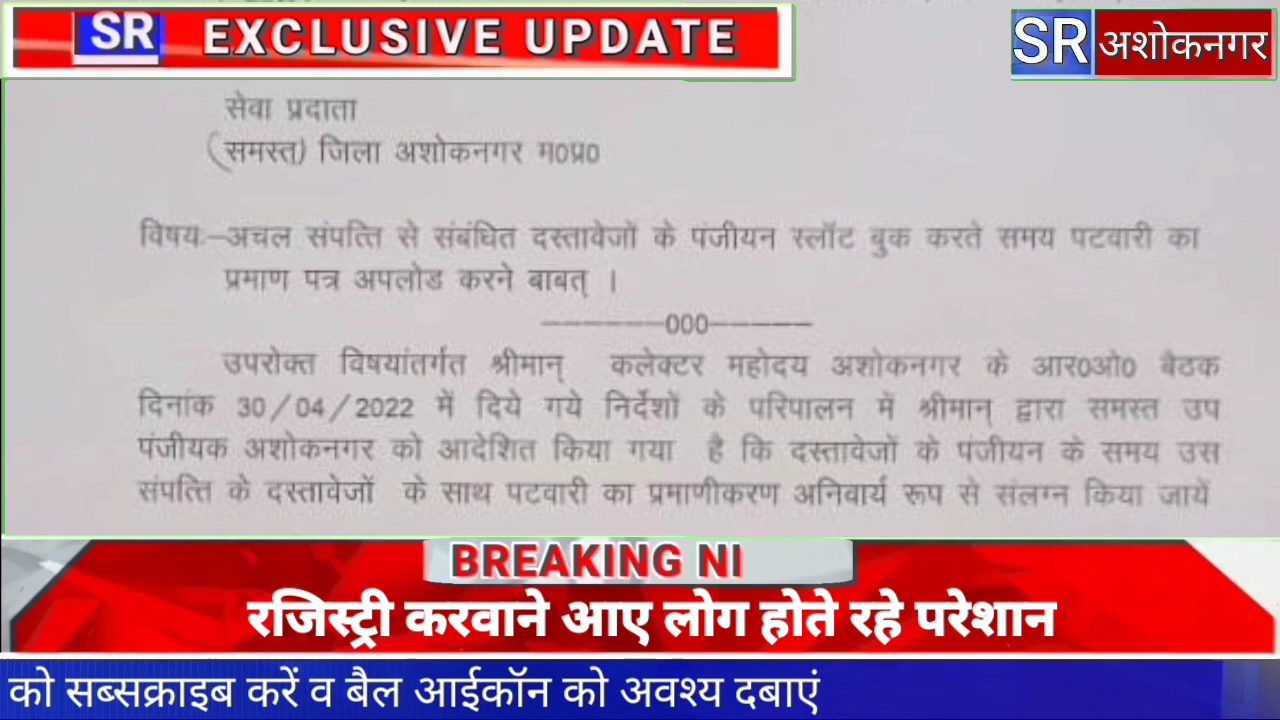 SR EXCLUSIVE UPDATE
SR अशोकनगर
सेवा प्रदाता
(समस्त) जिला अशोकनगर म0प्र0
विषयः–अचल संपत्ति से संबंधित दस्तावेजों के पंजीयन स्लॉट बुक करते समय पटवारी का
प्रमाण पत्र अपलोड करने बाबत् ।
-------000------
उपरोक्त विषयांतर्गत श्रीमान् कलेक्टर महोदय अशोकनगर के आर0ओ0 बैठक
दिनांक 30/04/2022 में दिये गये निर्देशों के परिपालन में श्रीमान् द्वारा समस्त उप
पंजीयक अशोकनगर को आदेशित किया गया है कि दस्तावेजों के पंजीयन के समय उस
संपत्ति के दस्तावेजों के साथ पटवारी का प्रमाणीकरण अनिवार्य रूप से संलग्न किया जायें
BREAKING NI
रजिस्ट्री करवाने आए लोग होते रहे परेशान
को सब्सक्राइब करें व बैल आईकॉन को अवश्य दबाएं